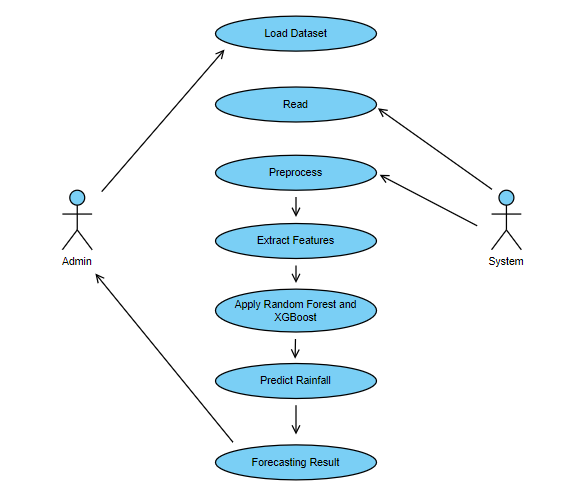 Load Dataset
Read
Preprocess
Admin
System
Extract Features
Apply Random Forest and
XGBoost
Predict Rainfall
Forecasting Result